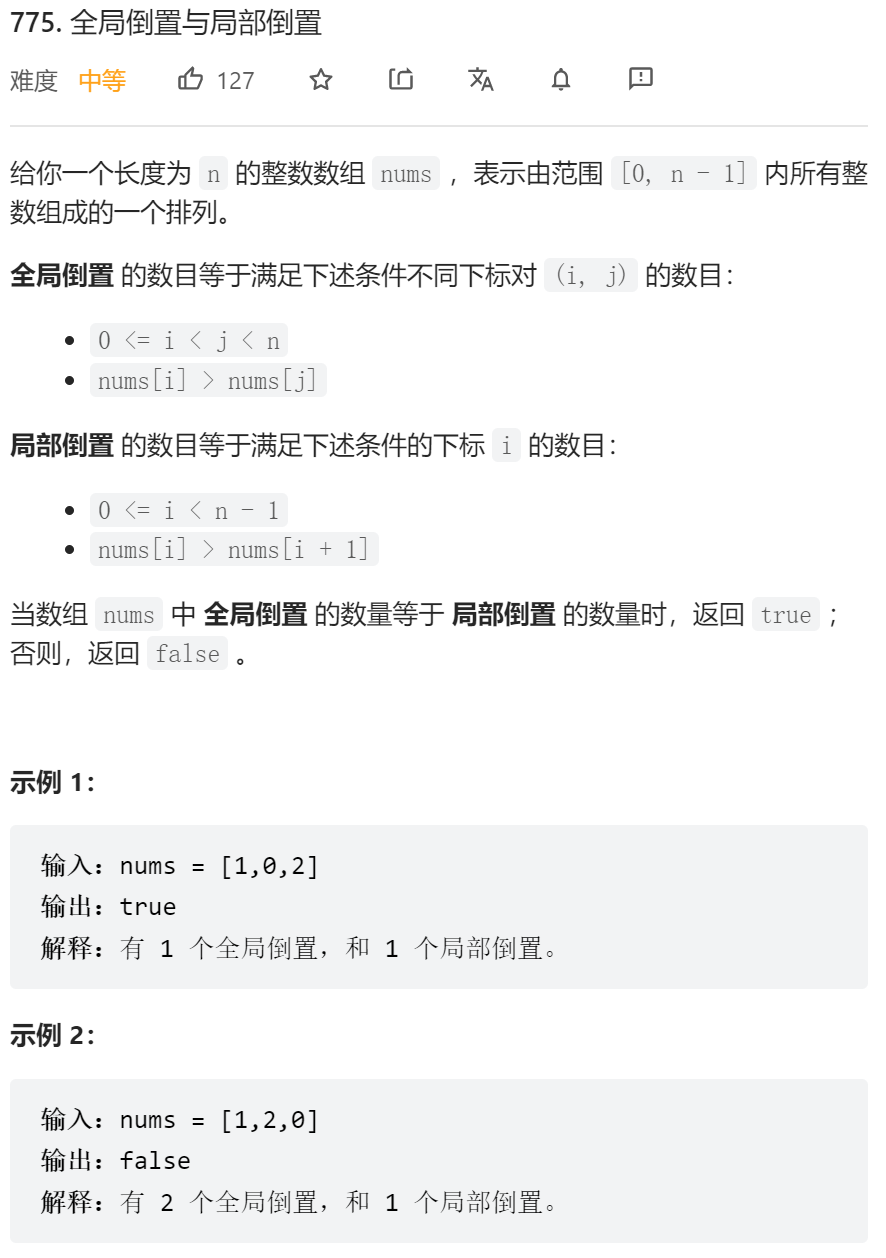 775. 全局倒置与局部倒置
难度 中等 127
给你一个长度为 n 的整数数组 nums ，表示由范围 [0, n - 1] 内所有整
数组成的一个排列。
全局倒置 的数目等于满足下述条件不同下标对 (i, j) 的数目：
• 0 <= i < j < n
• nums[i] > nums[j]
局部倒置 的数目等于满足下述条件的下标 i 的数目：
• 0 <= i < n - 1
• nums[i] > nums[i + 1]
当数组 nums 中 全局倒置 的数量等于 局部倒置 的数量时，返回 true ；
否则，返回 false 。
示例 1：
输入：nums = [1,0,2]
输出：true
解释：有 1 个全局倒置，和 1 个局部倒置。
示例 2：
输入：nums = [1,2,0]
输出：false
解释：有 2 个全局倒置，和 1 个局部倒置。